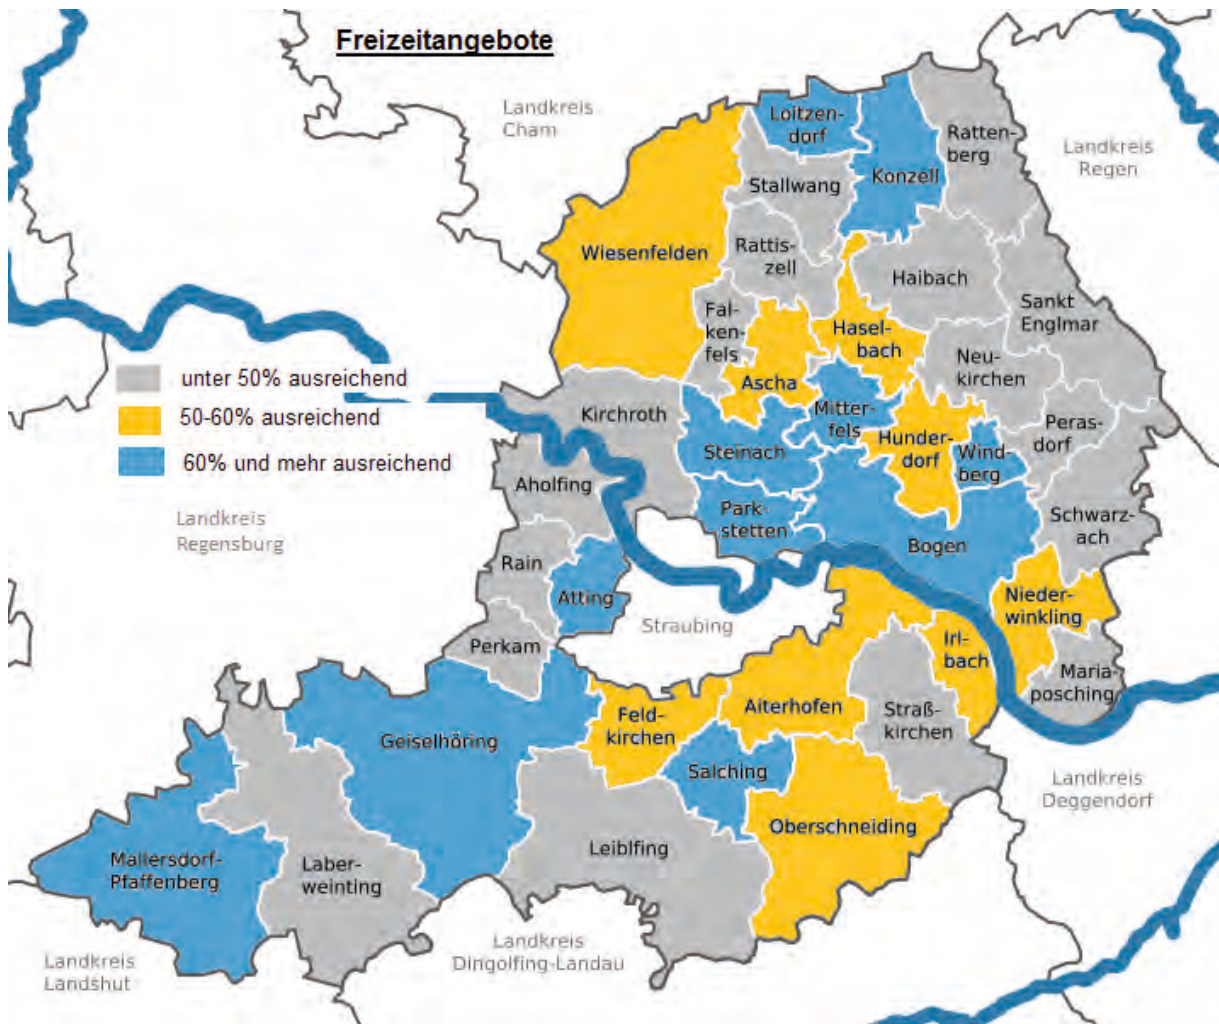 Freizeitangebote
Landkreis
Cham
Loitzen-
dorf
Ratten-
berg
Landkreis
Regen
Stallwang
Konzell
Wiesenfelden
Rattis-
zell
Haibach
Sankt
Englmar
Fal-
ken-
fels
Hasel-
bach
Neu-
kirchen
Ascha
unter 50% ausreichend
50-60% ausreichend
60% und mehr ausreichend
Kirchroth
Mitter-
fels
Hunder-
dorf
Peras-
dorf
Steinach
Wind-
berg
Aholfing
Park-
stetten
Schwarz-
ach
Landkreis
Regensburg
Bogen
Rain
Atting
Nieder-
winkling
Straubing
Perkam
Irl-
bach
Maria-
posching
Feld-
kirchen
Aiterhofen
Straß-
kirchen
Geiselhöring
Salching
Landkreis
Deggendorf
Oberschneiding
Leiblfing
Mallersdorf-
Pfaffenberg
Laber-
weinting
Landkreis
Landshut
Landkreis
Dingolfing-Landau